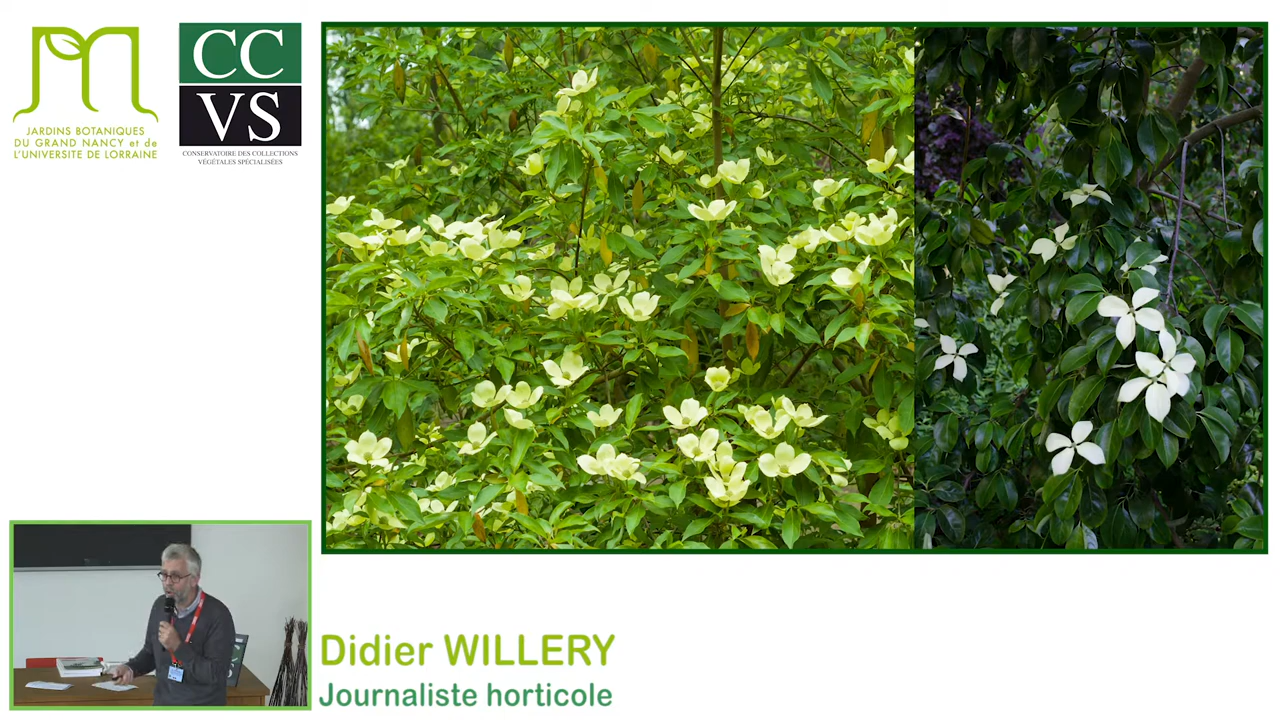 JARDINS BOTANIQUES
DU GRAND NANCY et de
L'UNIVERSITE DE LORRAINE
CC
VS
CONSERVATOIRE DES COLLECTIONS
VÉGÉTALES SPÉCIALISÉES
Didier WILLERY
Journaliste horticole